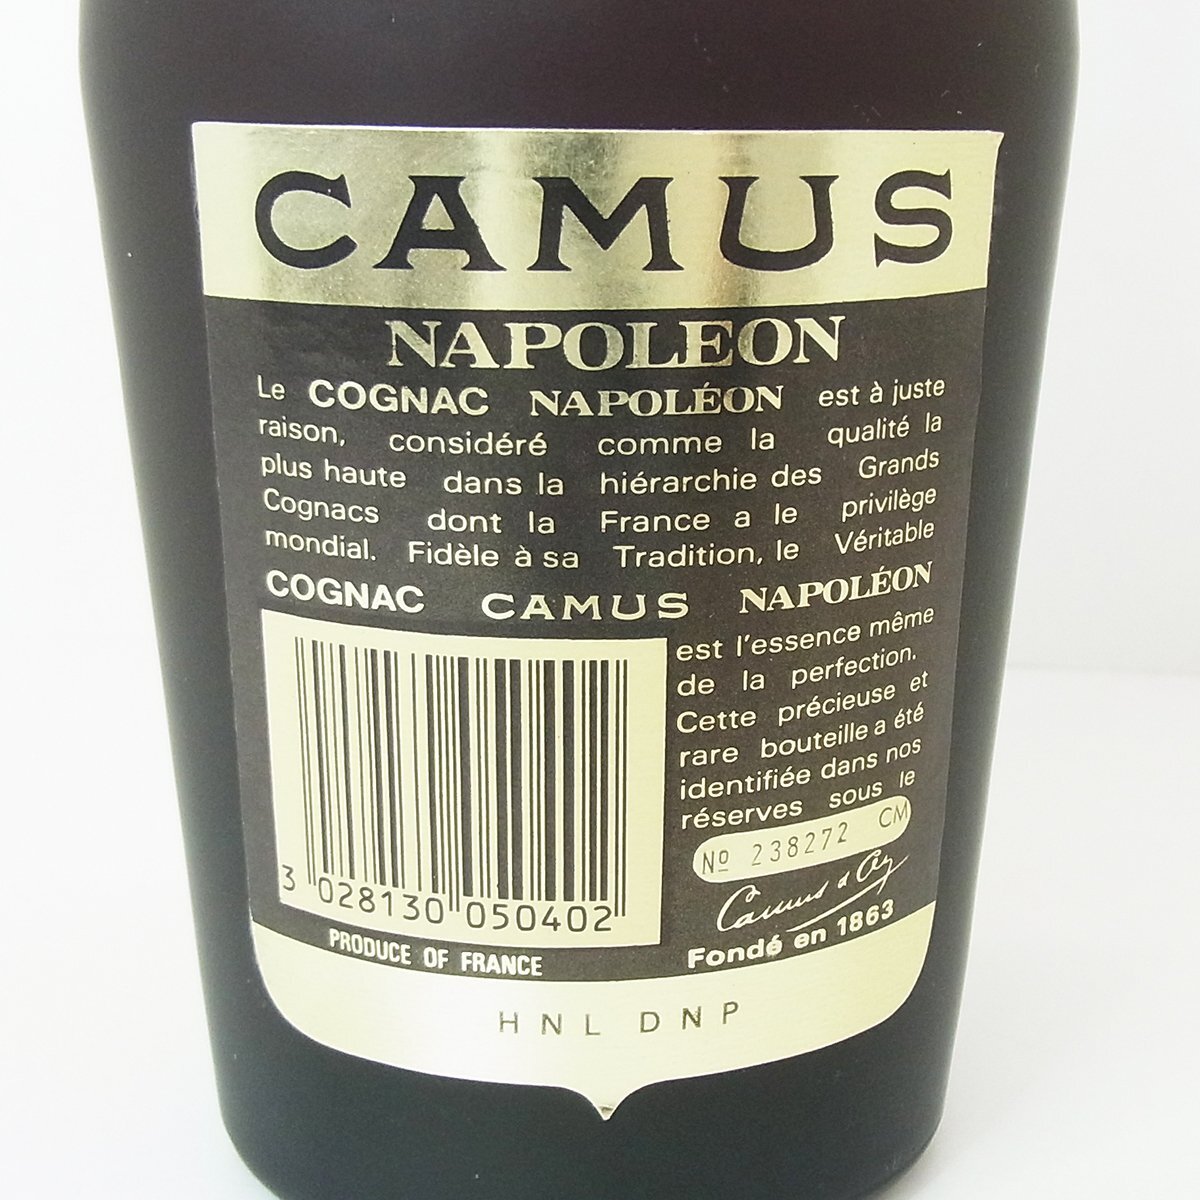 CAMUS
NAPOLEON
Le COGNAC NAPOLÉON est à juste
raison, considéré comme la qualité la
plus haute dans la hiérarchie des Grands
Cognacs dont la France a le privilège
mondial. Fidèle à sa Tradition, le Véritable
COGNAC CAMUS NAPOLÉON
est l'essence même
de la perfection.
Cette précieuse et
rare bouteille a été
identifiée dans nos
réserves sous le
Nº 238272 CM
Camus & Cie
Fondé en 1863
3 028130 050402
PRODUCE OF FRANCE
HNL DNP